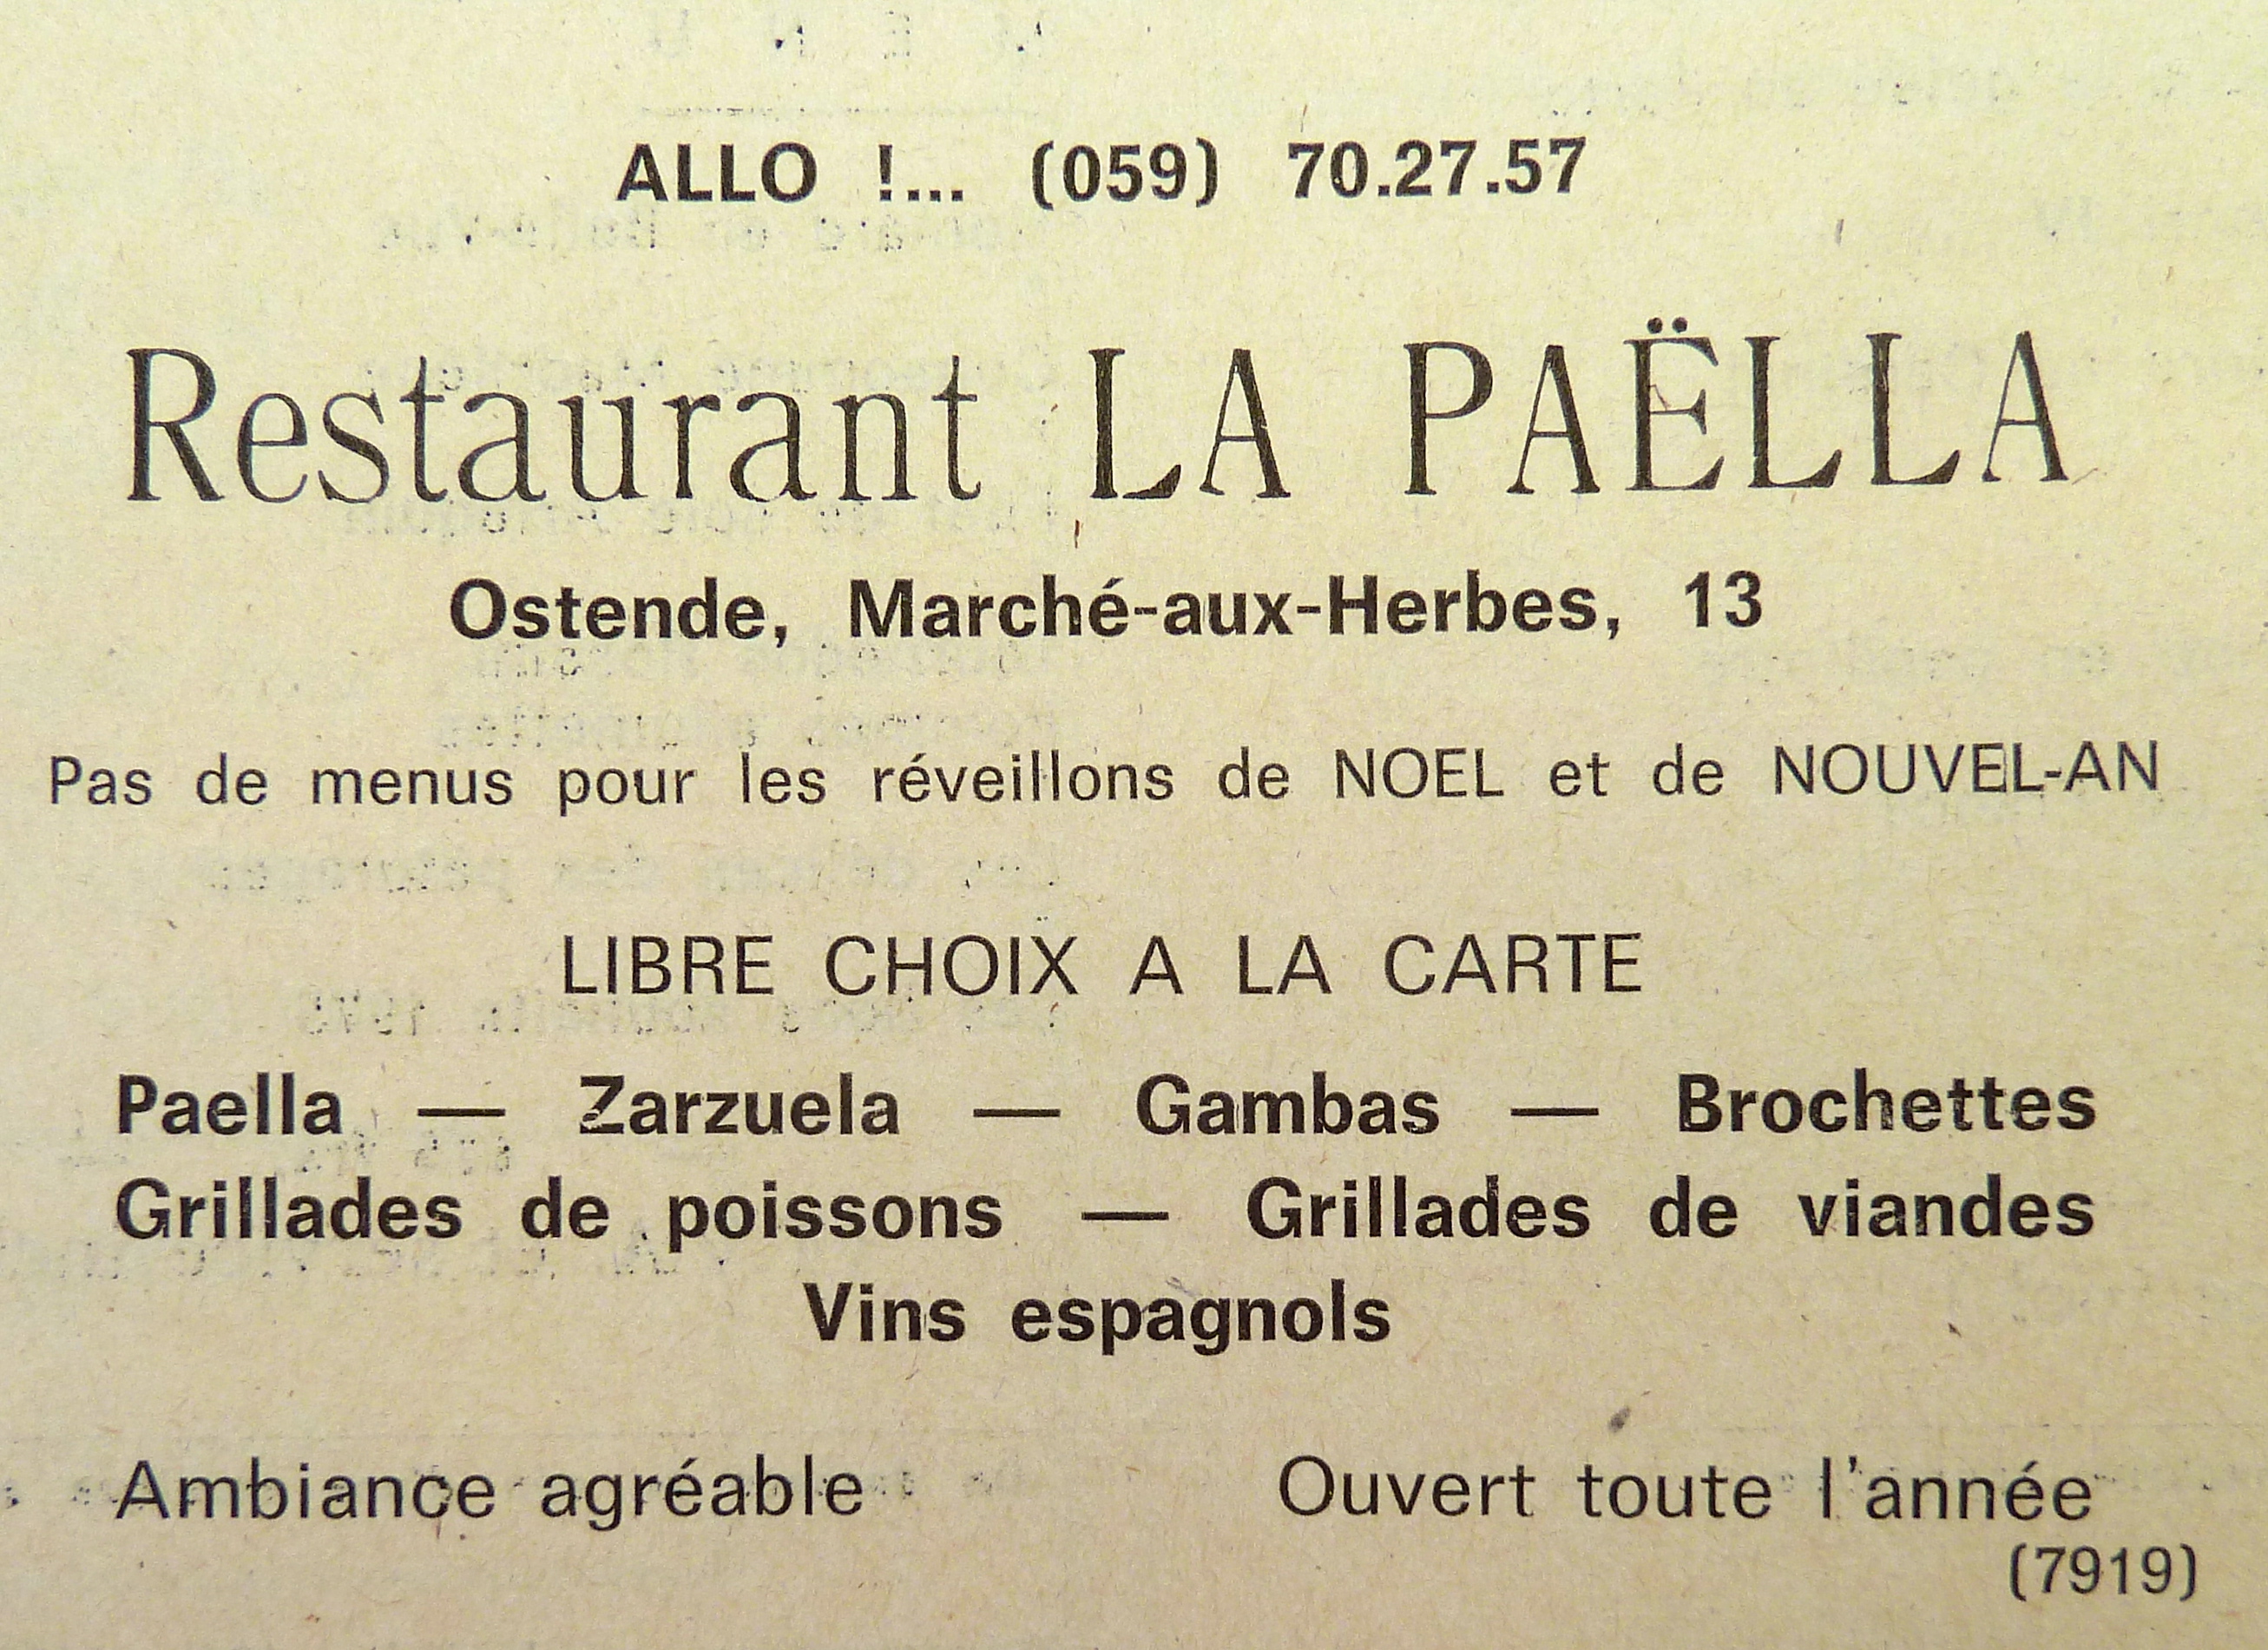 ALLO !... (059) 70.27.57
Restaurant LA PAËLLA
Ostende, Marché-aux-Herbes, 13
Pas de menus pour les réveillons de NOEL et de NOUVEL-AN
LIBRE CHOIX A LA CARTE
Paella — Zarzuela — Gambas — Brochettes
Grillades de poissons — Grillades de viandes
Vins espagnols
Ambiance agréable Ouvert toute l'année
(7919)